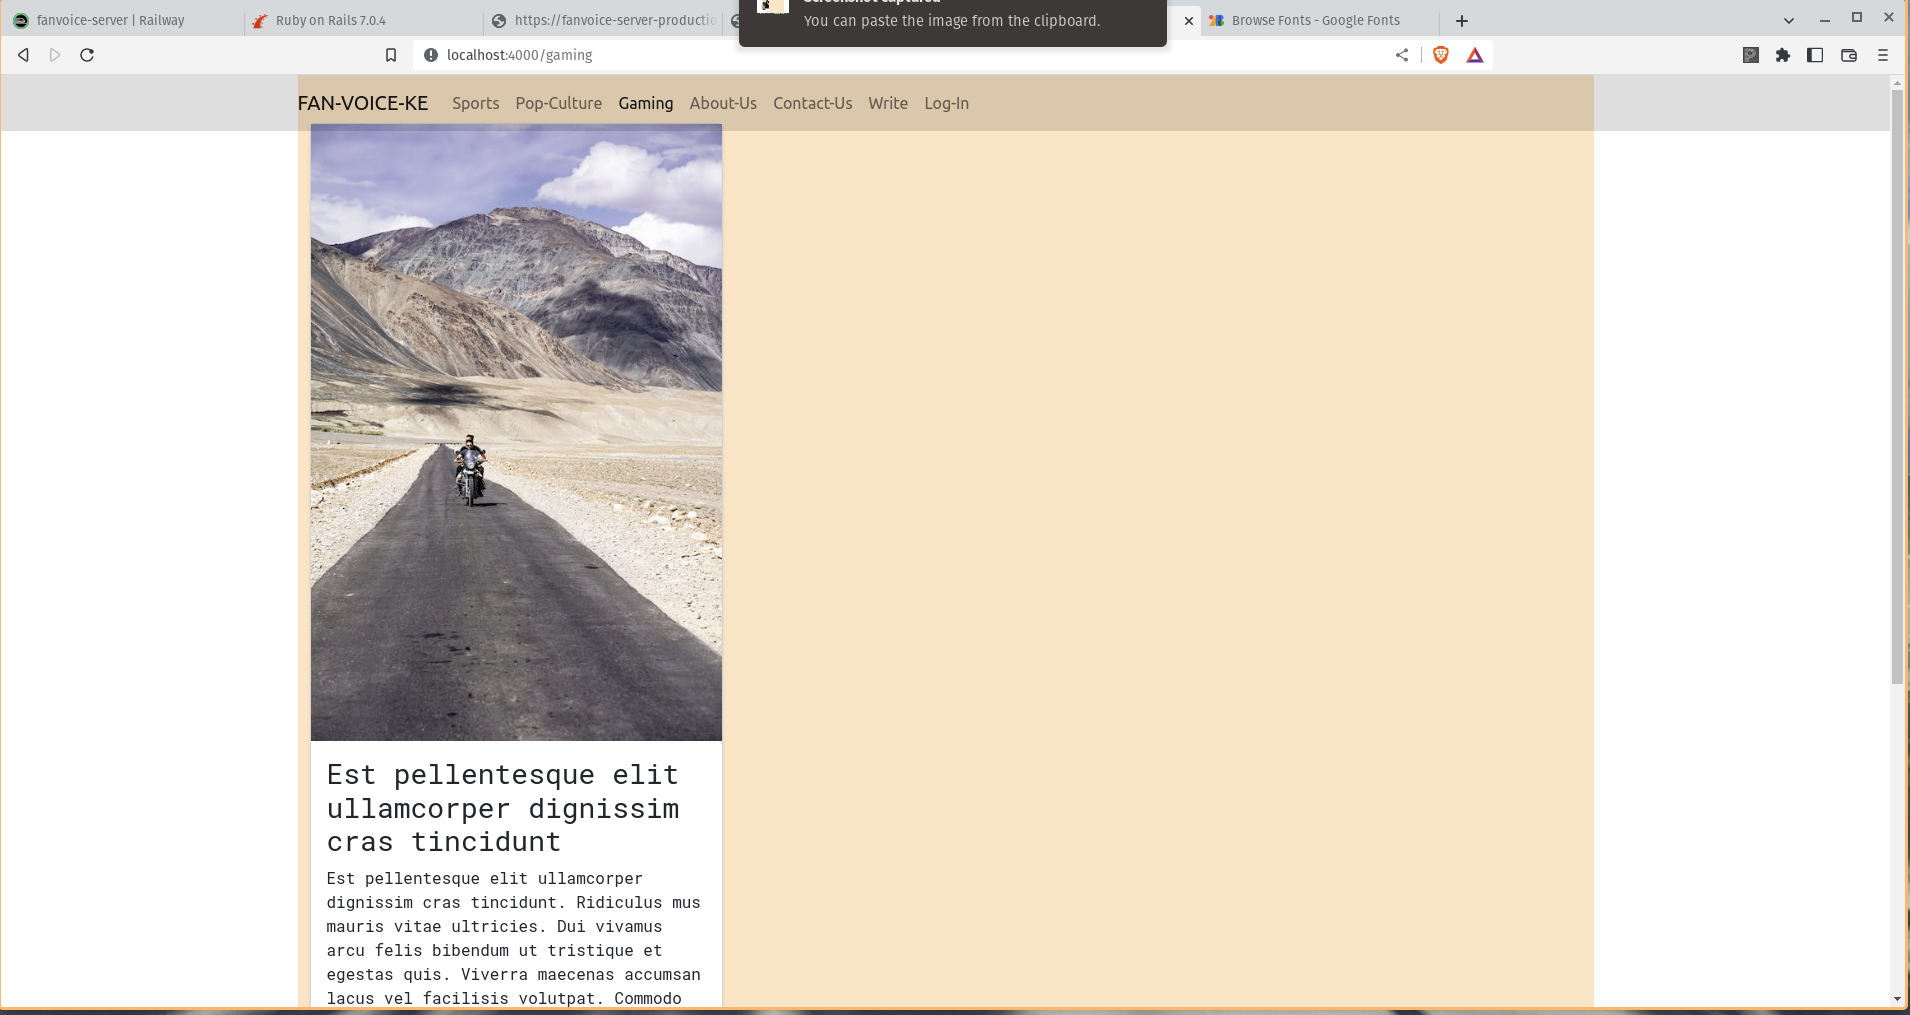 fanvoice-server | Railway
Ruby on Rails 7.0.4
https://fanvoice-server-productio
Screenshot captured
You can paste the image from the clipboard.
Browse Fonts - Google Fonts
localhost:4000/gaming
FAN-VOICE-KE Sports Pop-Culture Gaming About-Us Contact-Us Write Log-In
Est pellentesque elit
ullamcorper dignissim
cras tincidunt
Est pellentesque elit ullamcorper
dignissim cras tincidunt. Ridiculus mus
mauris vitae ultricies. Dui vivamus
arcu felis bibendum ut tristique et
egestas quis. Viverra maecenas accumsan
lacus vel facilisis volutpat. Commodo